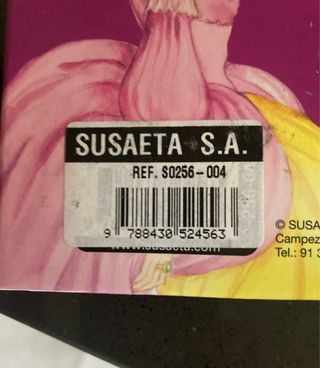 SUSAETA S.A.
REF. S0256-004
9 788430 524563
www.susaeta.com
© SUSA
Campez
Tel.: 91 3